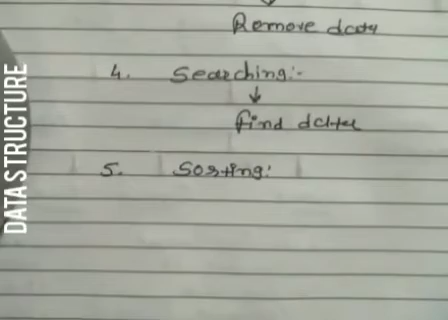 Remove data
4. Searching:-
↓
find data
5. Sorting:
DATA STRUCTURE